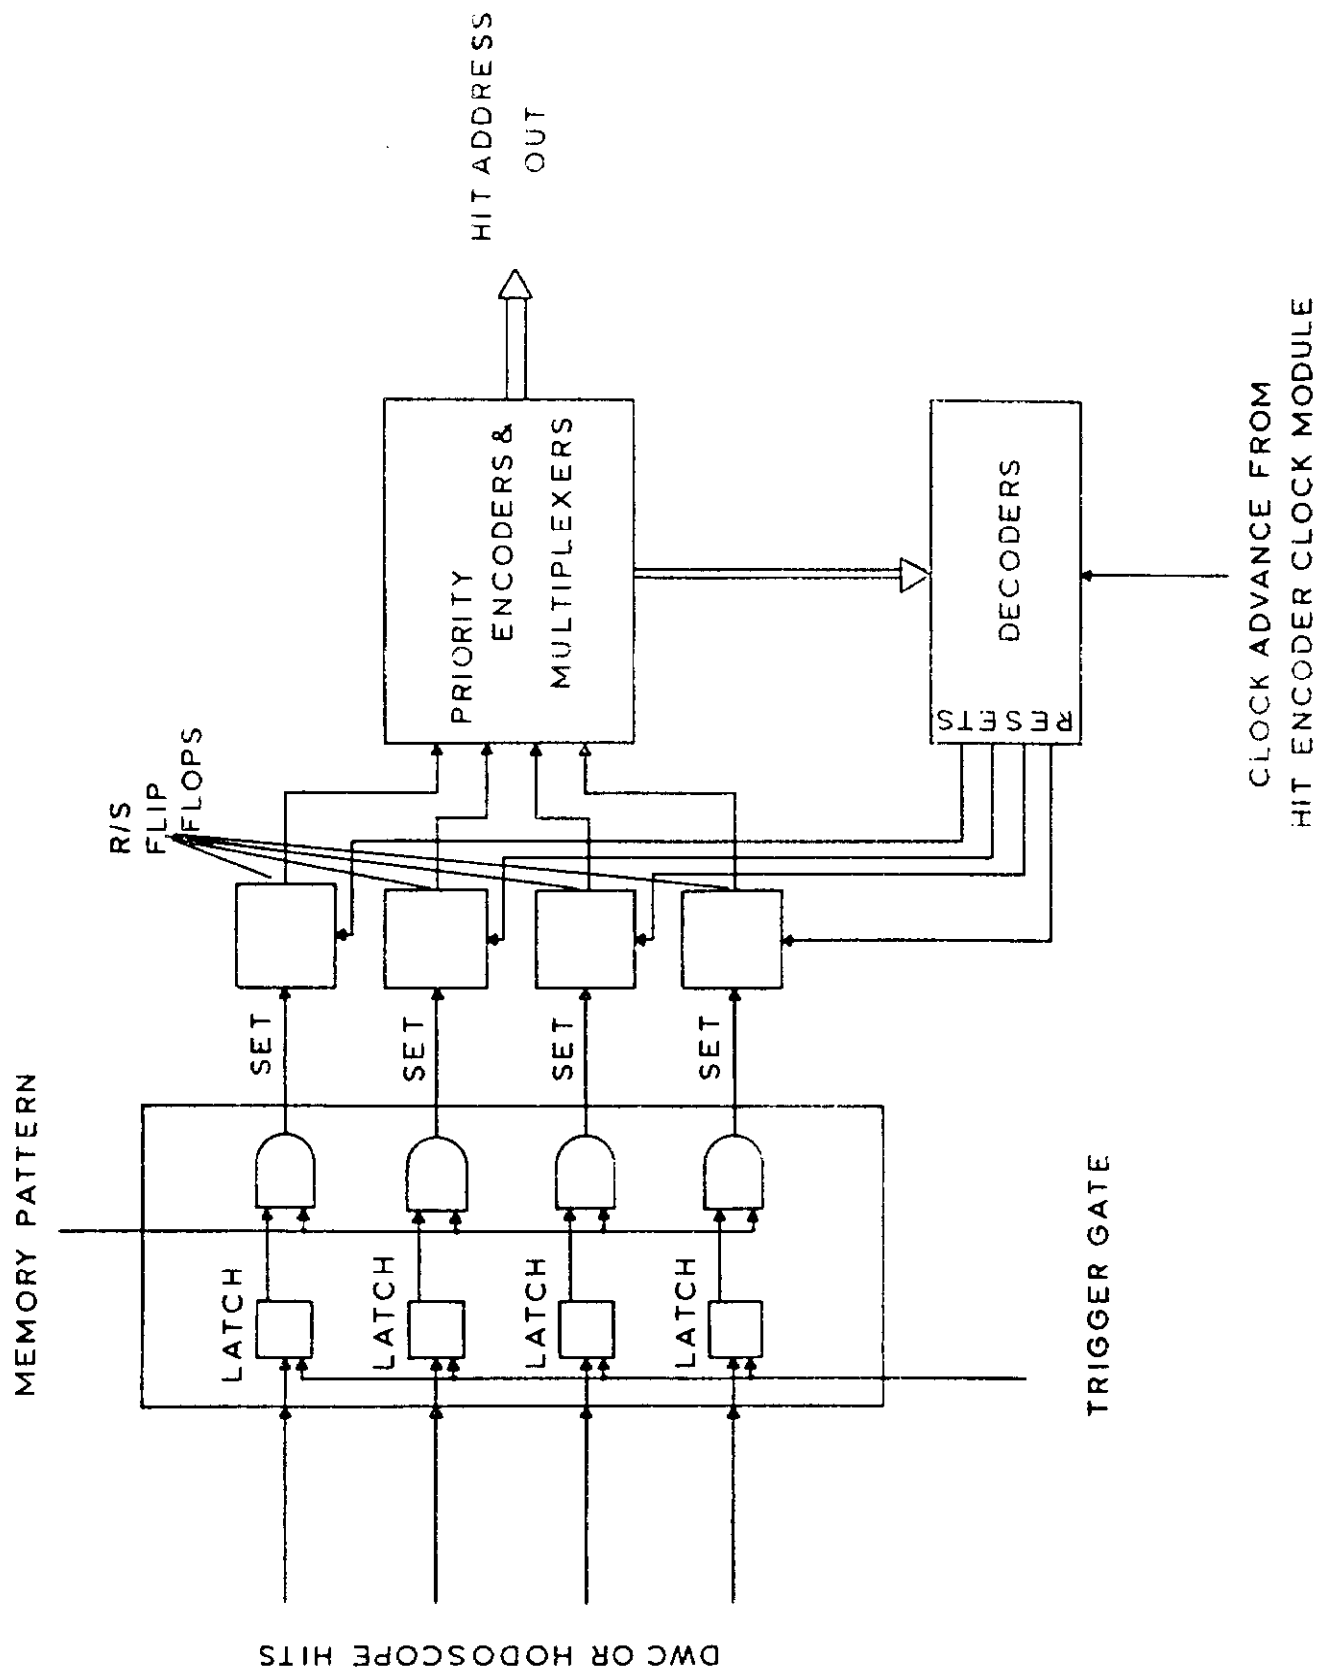 MEMORY PATTERN
DWC OR HODOSCOPE HITS
LATCH
LATCH
LATCH
LATCH
TRIGGER GATE
SET
SET
SET
SET
R/S
FLIP
FLOPS
PRIORITY
ENCODERS &
MULTIPLEXERS
HIT ADDRESS
OUT
RESETS
DECODERS
CLOCK ADVANCE FROM
HIT ENCODER CLOCK MODULE